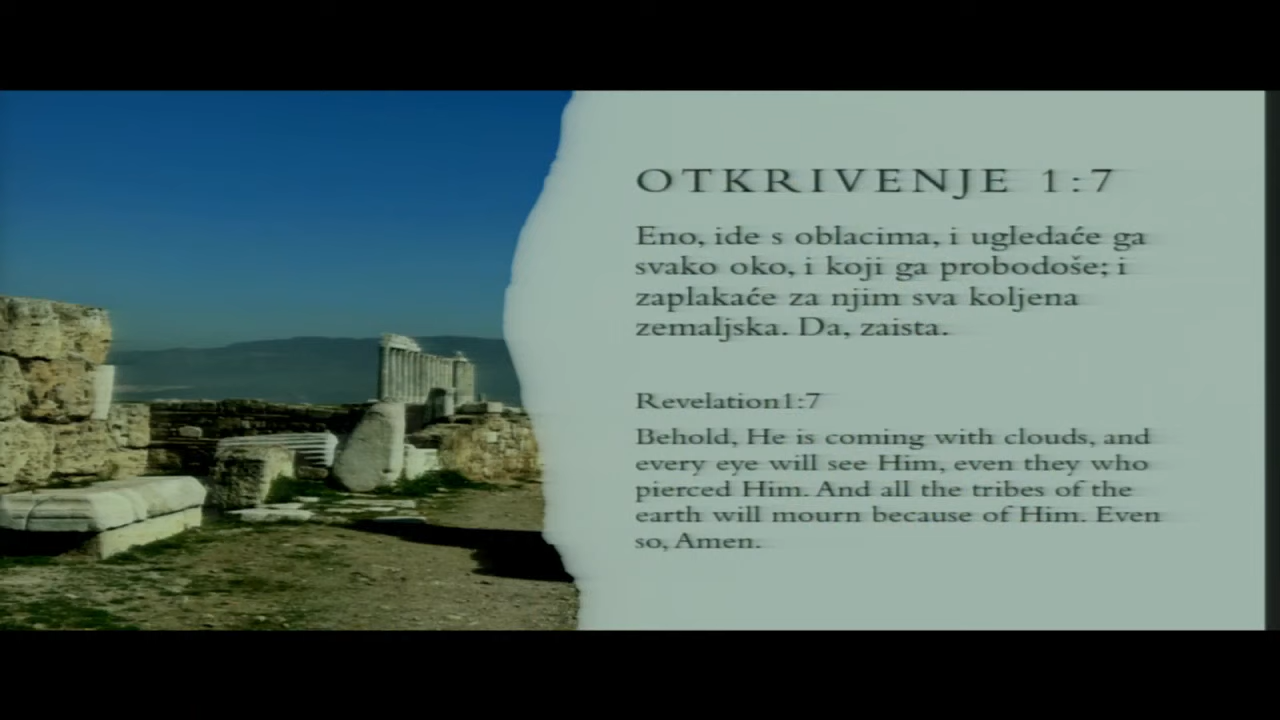 OTKRIVENJE 1:7
Eno, ide s oblacima, i ugledaće ga
svako oko, i koji ga probodoše; i
zaplakaće za njim sva koljena
zemaljska. Da, zaista.
Revelation1:7
Behold, He is coming with clouds, and
every eye will see Him, even they who
pierced Him. And all the tribes of the
earth will mourn because of Him. Even
so, Amen.